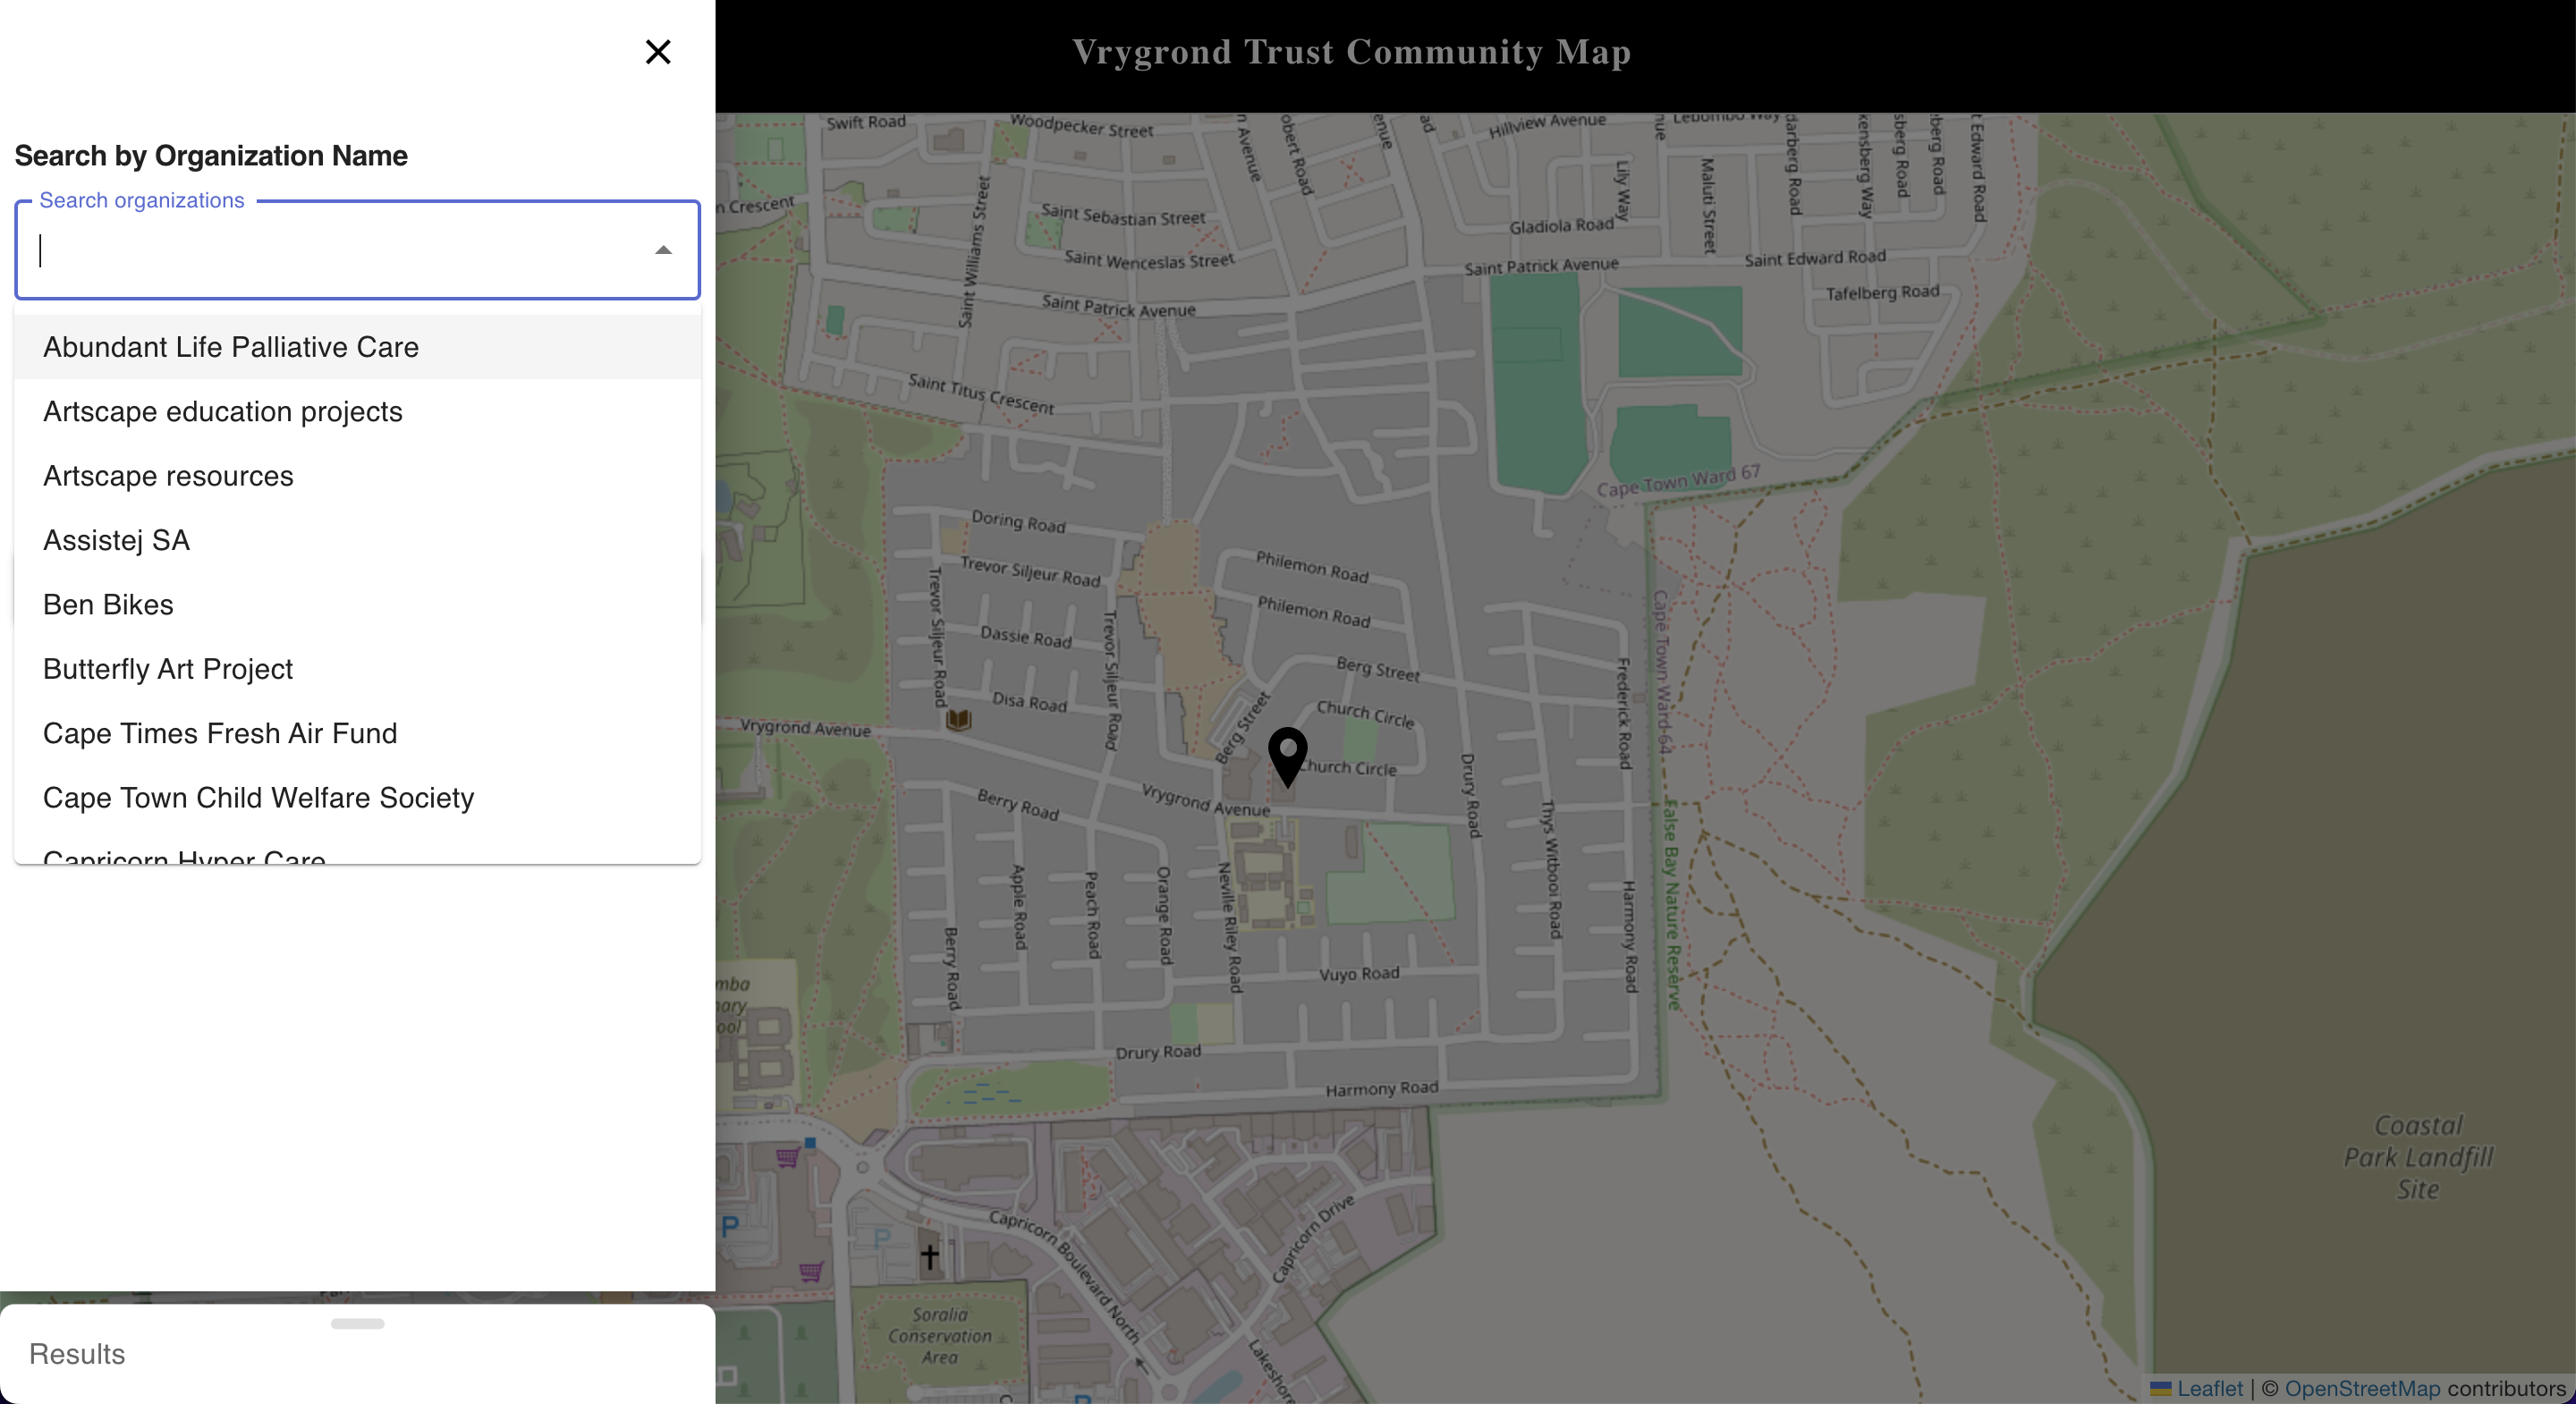 Vrygrond Trust Community Map
Search by Organization Name
Search organizations
Abundant Life Palliative Care
Artscape education projects
Artscape resources
Assistej SA
Ben Bikes
Butterfly Art Project
Cape Times Fresh Air Fund
Cape Town Child Welfare Society
Capricorn Hyper Care
Results
Swift Road
Woodpecker Street
Hillview Avenue
Lily Way
Maluti Street
n Crescent
Saint Sebastian Street
Saint Williams Street
Saint Wenceslas Street
Gladiola Road
Saint Patrick Avenue
Saint Edward Road
Tafelberg Road
Saint Patrick Avenue
Saint Titus Crescent
Cape Town Ward 67
Doring Road
Trevor Siljeur Road
Trevor Siljeur Road
Trevor Siljeur Road
Philemon Road
Philemon Road
Dassie Road
Berg Street
Disa Road
Berg Street
Church Circle
Church Circle
Frederick Road
Cape Town Ward 64
Vrygrond Avenue
Vrygrond Avenue
Berry Road
Drury Road
Thys Witbooi Road
False Bay Nature Reserve
Apple Road
Peach Road
Orange Road
Neville Riley Road
Harmony Road
Berry Road
Vuyo Road
Drury Road
Harmony Road
Coastal
Park Landfill
Site
Capricorn Boulevard North
Capricorn Drive
P
P
Soralia
Conservation
Area
Lakeshore
Leaflet | © OpenStreetMap contributors